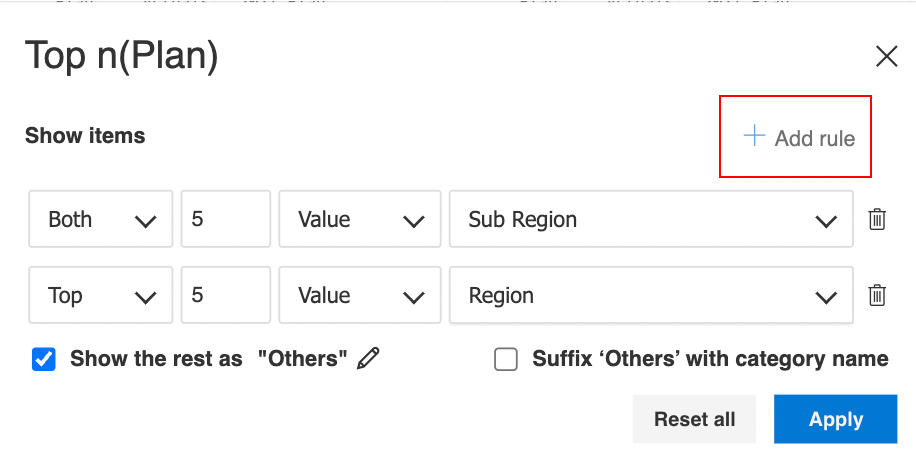 Top n(Plan)
Show items
Add rule
Both 5 Value Sub Region
Top 5 Value Region
Show the rest as "Others" Suffix ‘Others’ with category name
Reset all Apply